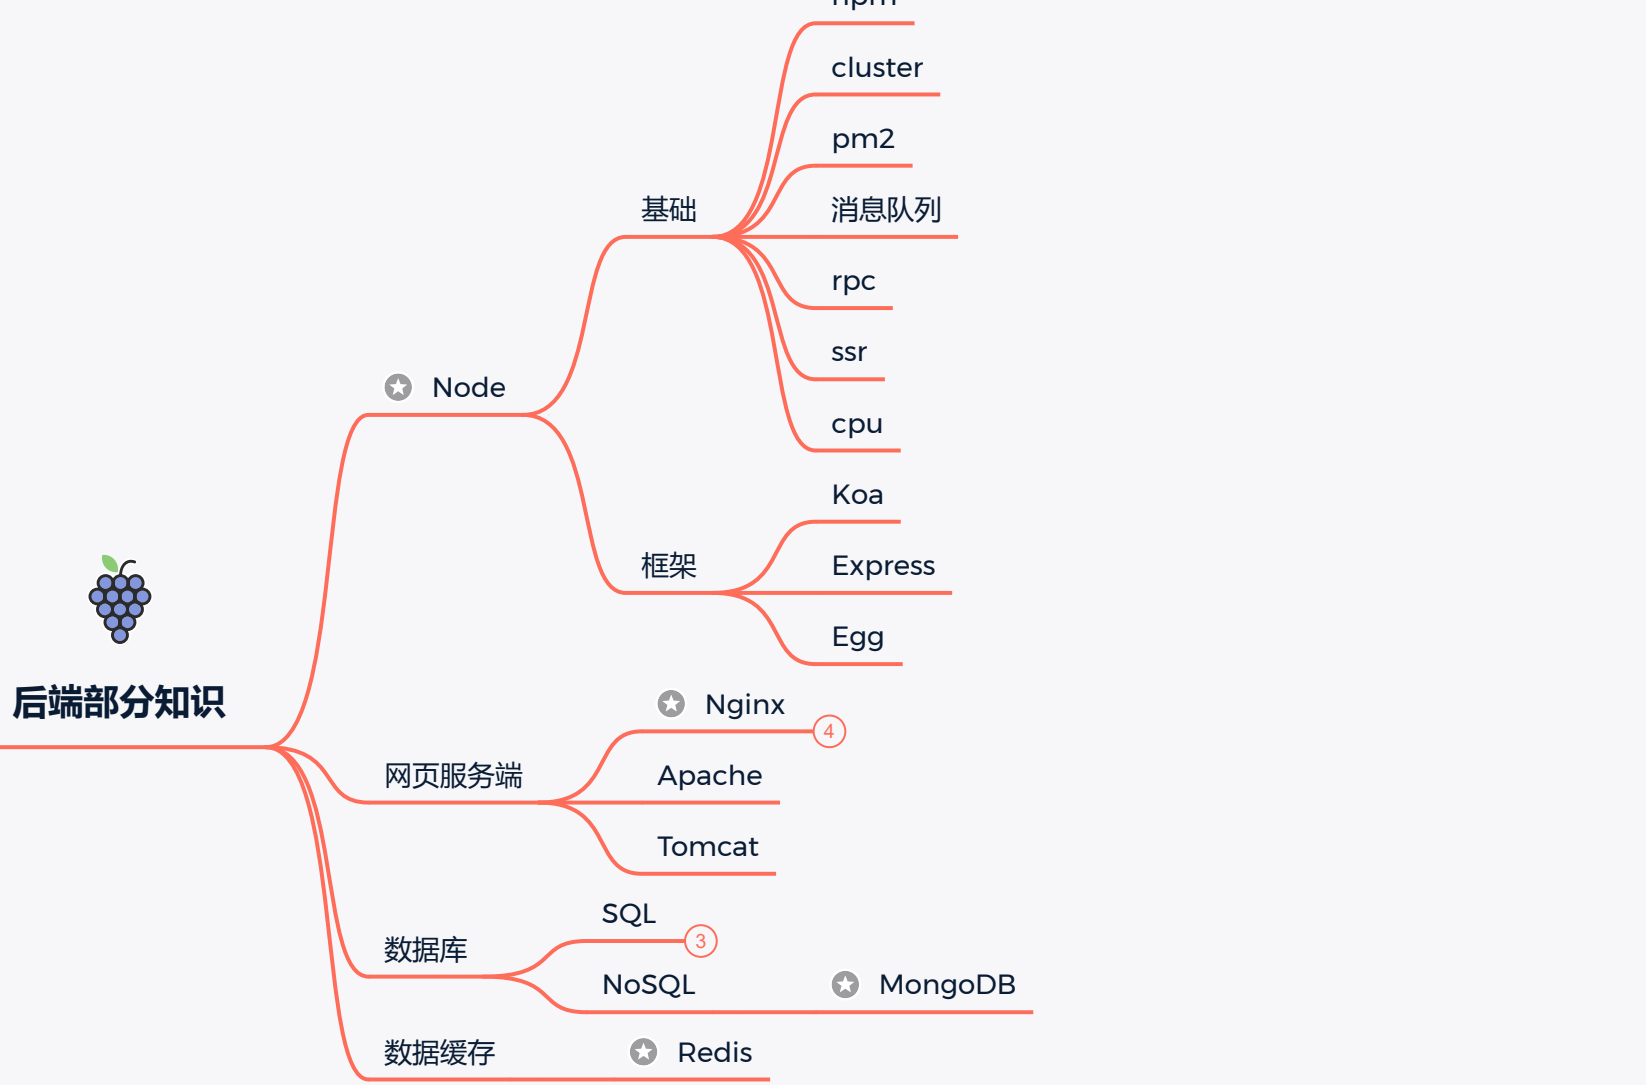 npm
cluster
pm2
消息队列
基础
rpc
ssr
Node
cpu
Koa
框架
Express
Egg
后端部分知识
Nginx
4
网页服务端
Apache
Tomcat
SQL
3
数据库
NoSQL
MongoDB
数据缓存
Redis